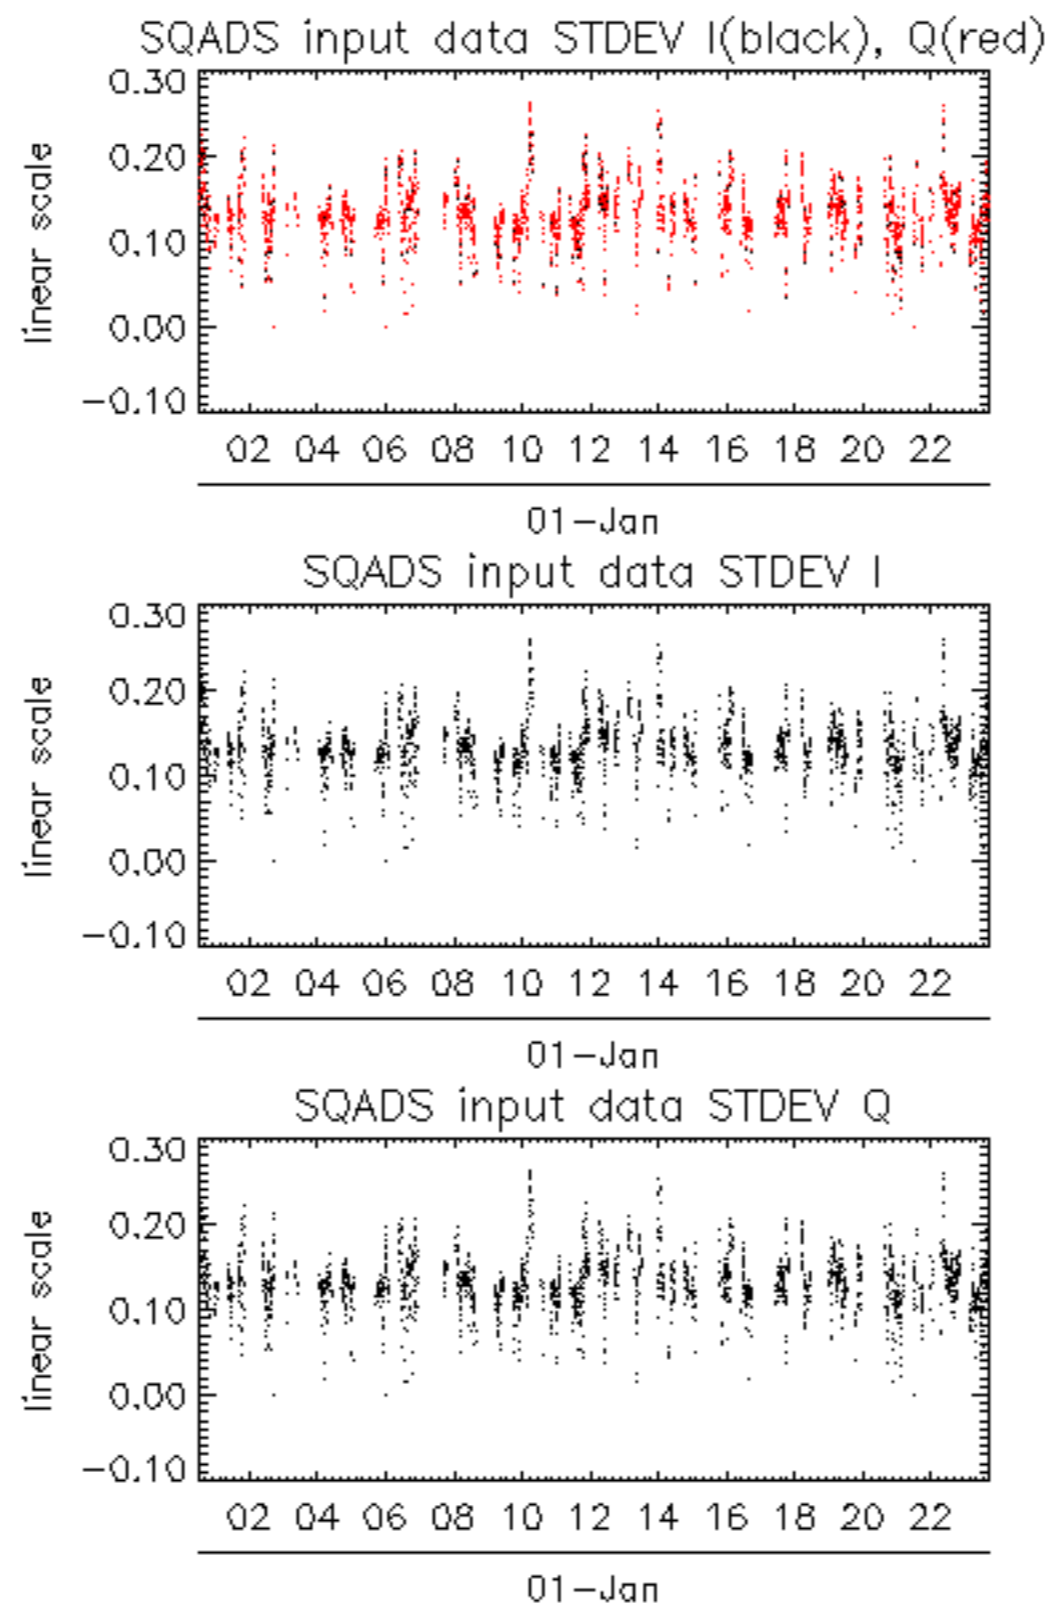 SQADS input data STDEV I(black), Q(red)
0.30
0.20
0.10
0.00
-0.10
linear scale
02 04 06 08 10 12 14 16 18 20 22
01-Jan
SQADS input data STDEV I
0.30
0.20
0.10
0.00
-0.10
linear scale
02 04 06 08 10 12 14 16 18 20 22
01-Jan
SQADS input data STDEV Q
0.30
0.20
0.10
0.00
-0.10
linear scale
02 04 06 08 10 12 14 16 18 20 22
01-Jan